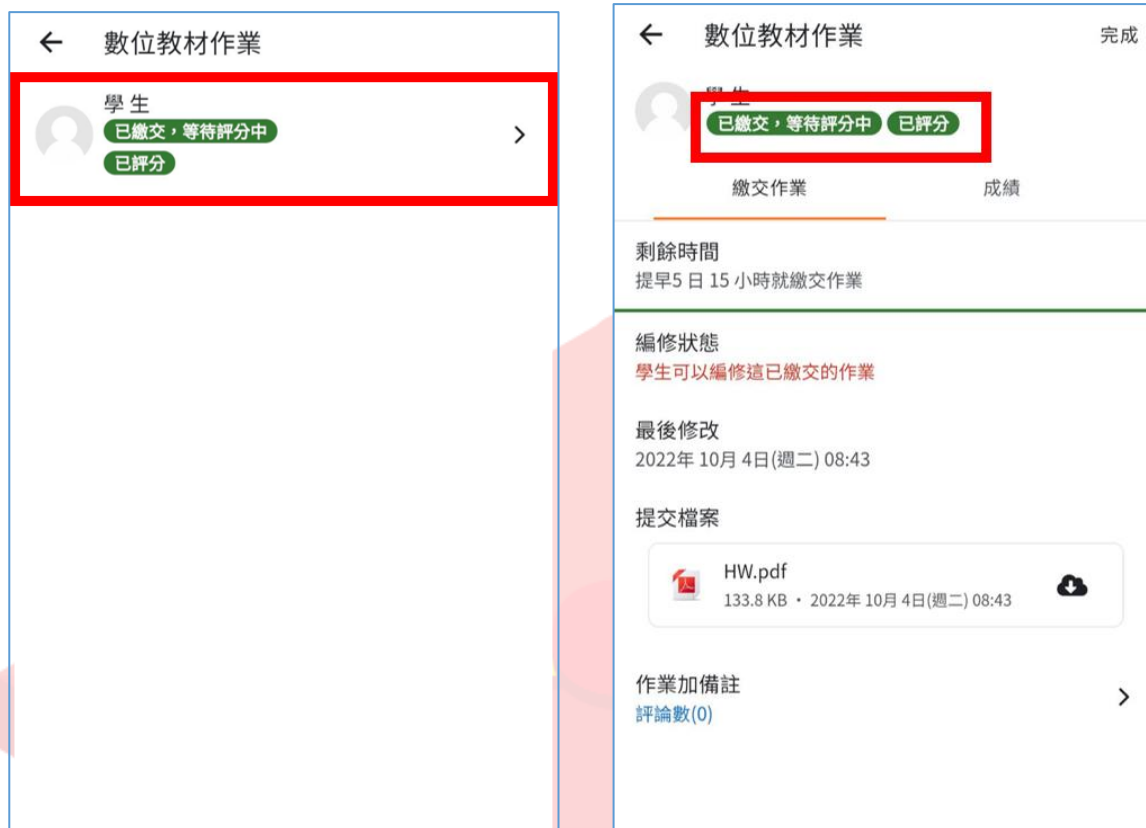 數位教材作業
學 生
已繳交，等待評分中
已評分
數位教材作業
完成
學 生
已繳交，等待評分中 已評分
繳交作業 成績
剩餘時間
提早5 日 15 小時就繳交作業
編修狀態
學生可以編修這已繳交的作業
最後修改
2022年 10月 4日(週二) 08:43
提交檔案
HW.pdf
133.8 KB · 2022年 10月 4日(週二) 08:43
作業加備註
評論數(0)